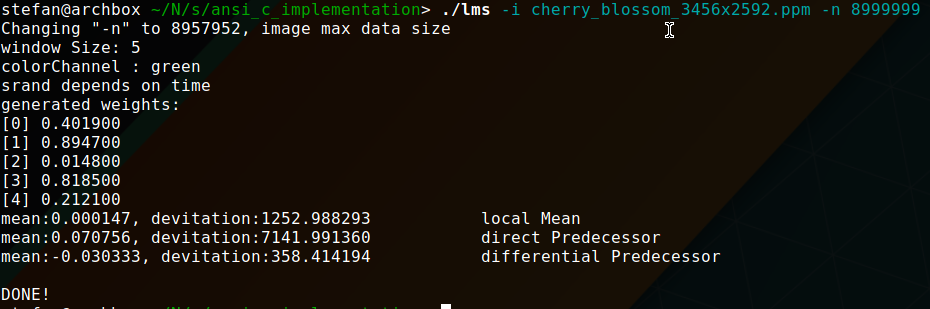 stefan@archbox ~/N/s/ansi_c_implementation> ./lms -i cherry_blossom_3456x2592.ppm -n 8999999
Changing "-n" to 8957952, image max data size
window Size: 5
colorChannel : green
srand depends on time
generated weights:
[0] 0.401900
[1] 0.894700
[2] 0.014800
[3] 0.818500
[4] 0.212100
mean:0.000147, devitation:1252.988293 local Mean
mean:0.070756, devitation:7141.991360 direct Predecessor
mean:-0.030333, devitation:358.414194 differential Predecessor
DONE!